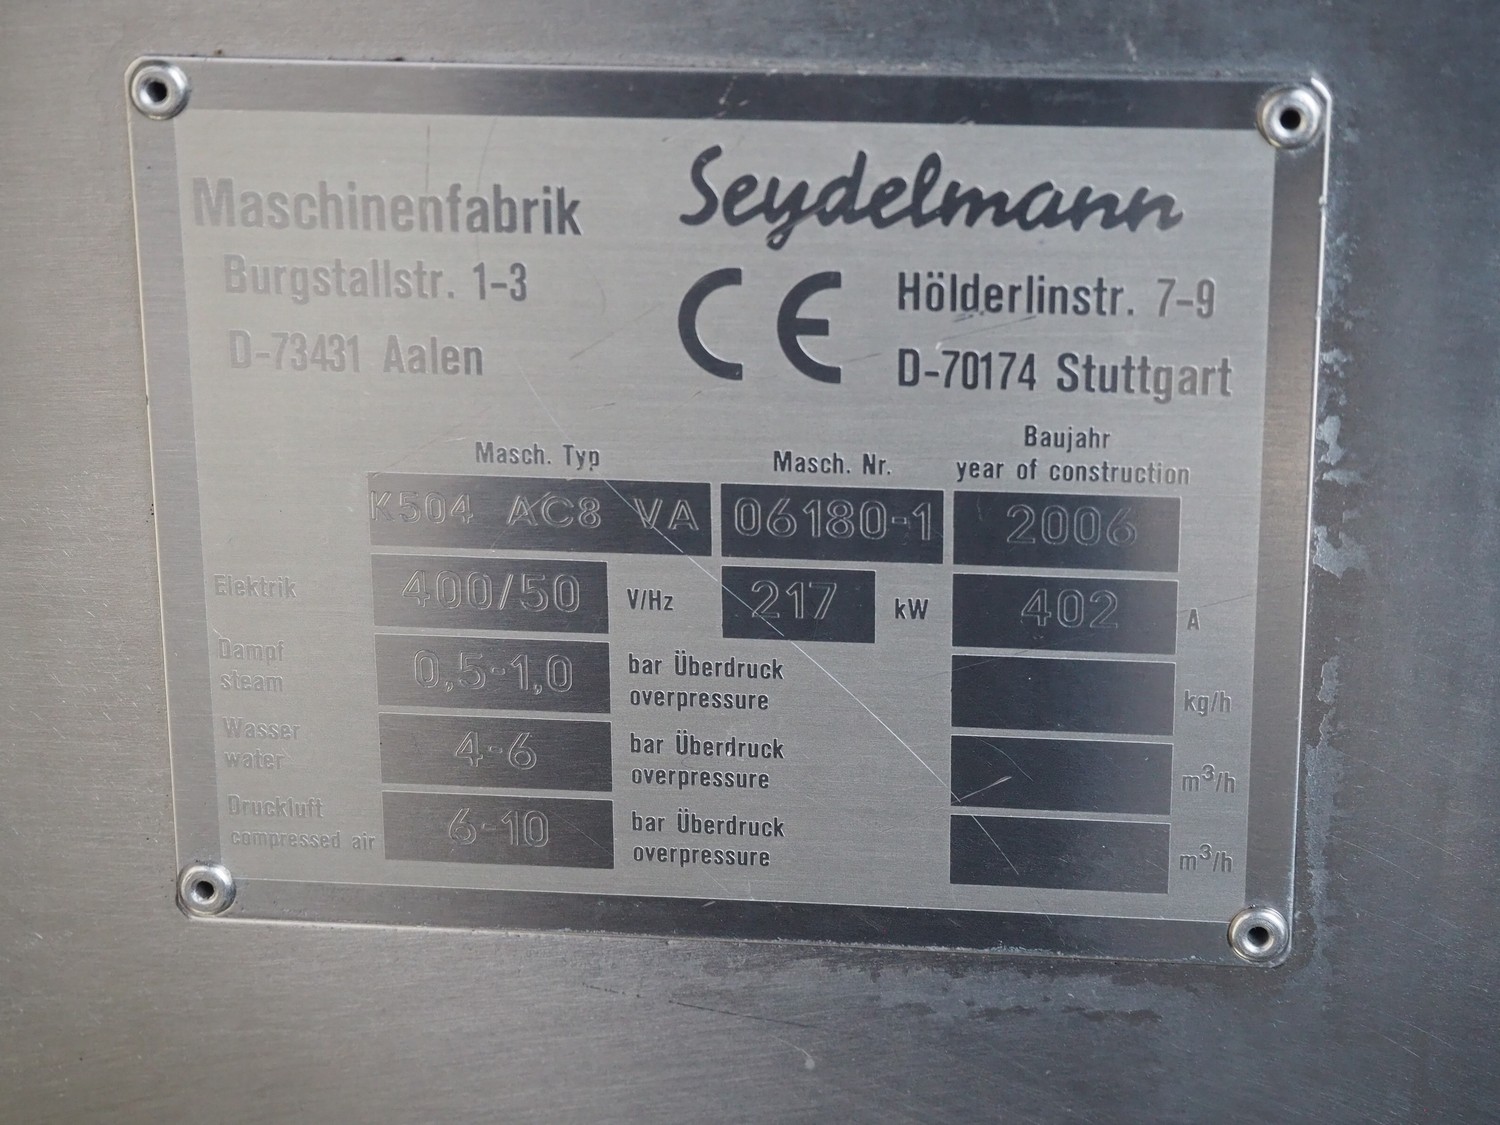 Maschinenfabrik Seydelmann
Burgstallstr. 1-3 CE Hölderlinstr. 7-9
D-73431 Aalen D-70174 Stuttgart
Masch. Typ Masch. Nr. Baujahr
year of construction
K504 AC8 VA 06180-1 2006
Elektrik 400/50 V/Hz 217 kW 402 A
Dampf 0,5-1,0 bar Überdruck kg/h
steam overpressure
Wasser 4-6 bar Überdruck m³/h
water overpressure
Druckluft 6-10 bar Überdruck m³/h
compressed air overpressure